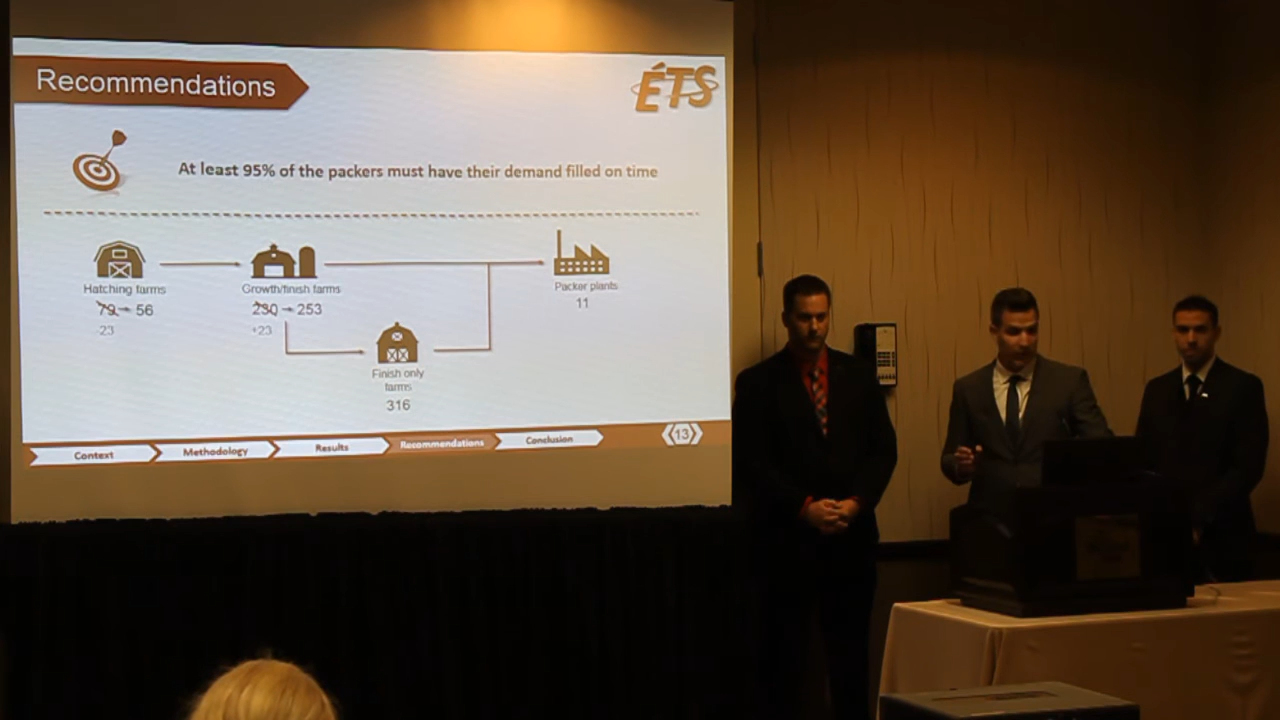 Recommendations
ÉTS
At least 95% of the packers must have their demand filled on time
Hatching farms
79 → 56
-23
Growth/finish farms
230 → 253
+23
Packer plants
11
Finish only
farms
316
Context
Methodology
Results
Recommendations
Conclusion
13